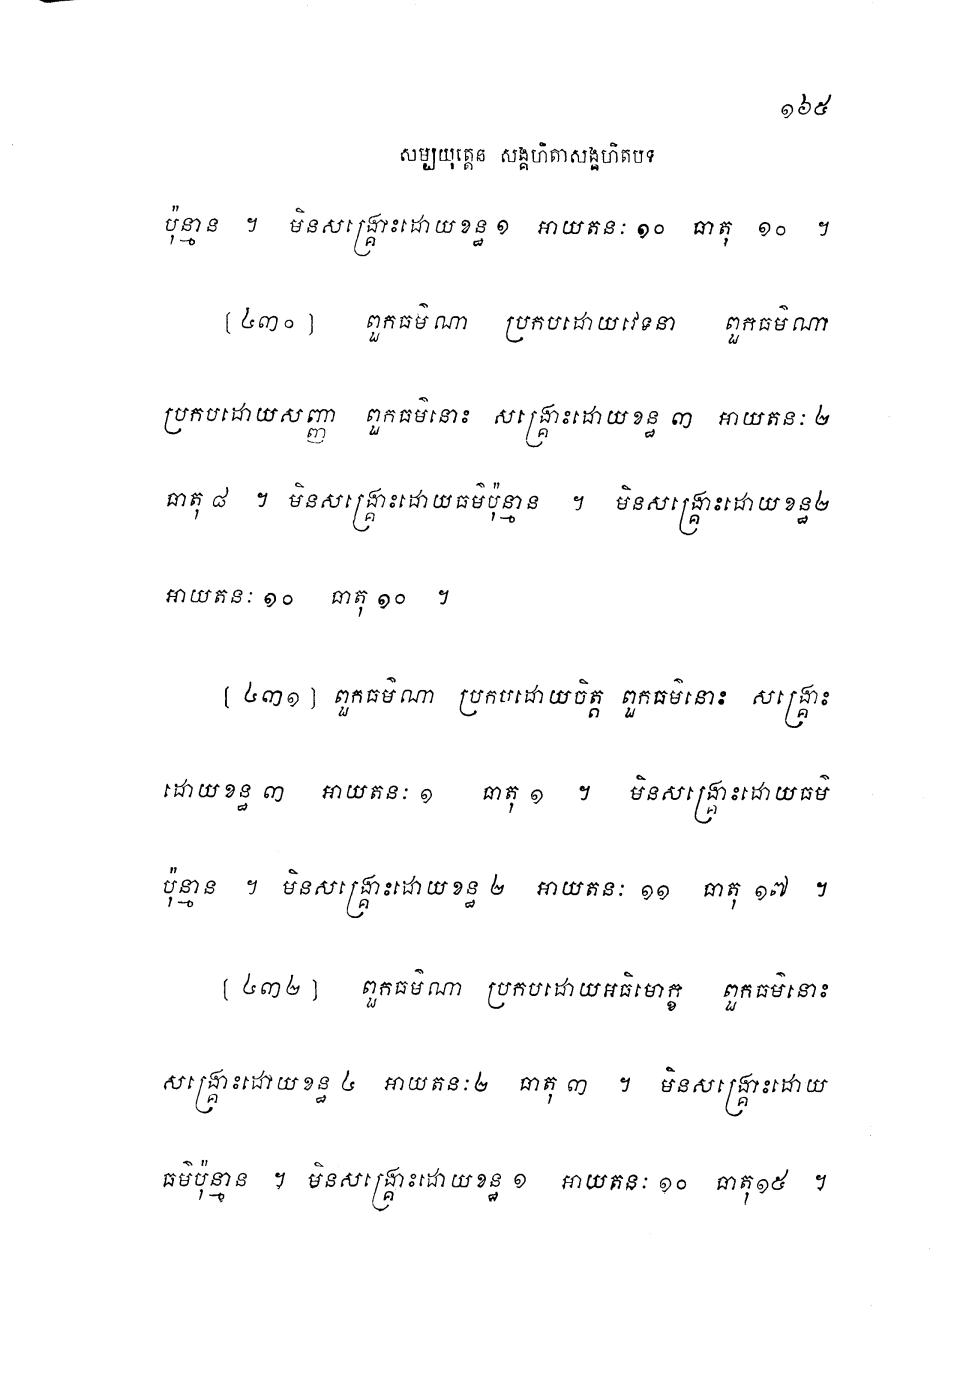 ១៦៥
សម្បយុត្តេន សង្គហិតាសង្គហិតបទ
ប៉ុន្មាន ។ មិនសង្គ្រោះដោយខន្ធ ១ អាយតនៈ ១០ ធាតុ ១០ ។
[ ៤៣០ ] ពួកធម៌ណា ប្រកបដោយវេទនា ពួកធម៌ណា
ប្រកបដោយសញ្ញា ពួកធម៌នោះ សង្គ្រោះដោយខន្ធ ៣ អាយតនៈ ២
ធាតុ ៨ ។ មិនសង្គ្រោះដោយធម៌ប៉ុន្មាន ។ មិនសង្គ្រោះដោយខន្ធ២
អាយតនៈ ១០ ធាតុ ១០ ។
[ ៤៣១ ] ពួកធម៌ណា ប្រកបដោយចិត្ត ពួកធម៌នោះ សង្គ្រោះ
ដោយខន្ធ ៣ អាយតនៈ ១ ធាតុ ១ ។ មិនសង្គ្រោះដោយធម៌
ប៉ុន្មាន ។ មិនសង្គ្រោះដោយខន្ធ ២ អាយតនៈ ១១ ធាតុ ១៧ ។
[ ៤៣២ ] ពួកធម៌ណា ប្រកបដោយអធិមោក្ខ ពួកធម៌នោះ
សង្គ្រោះដោយខន្ធ ៤ អាយតនៈ២ ធាតុ ៣ ។ មិនសង្គ្រោះដោយ
ធម៌ប៉ុន្មាន ។ មិនសង្គ្រោះដោយខន្ធ ១ អាយតនៈ ១០ ធាតុ១៥ ។